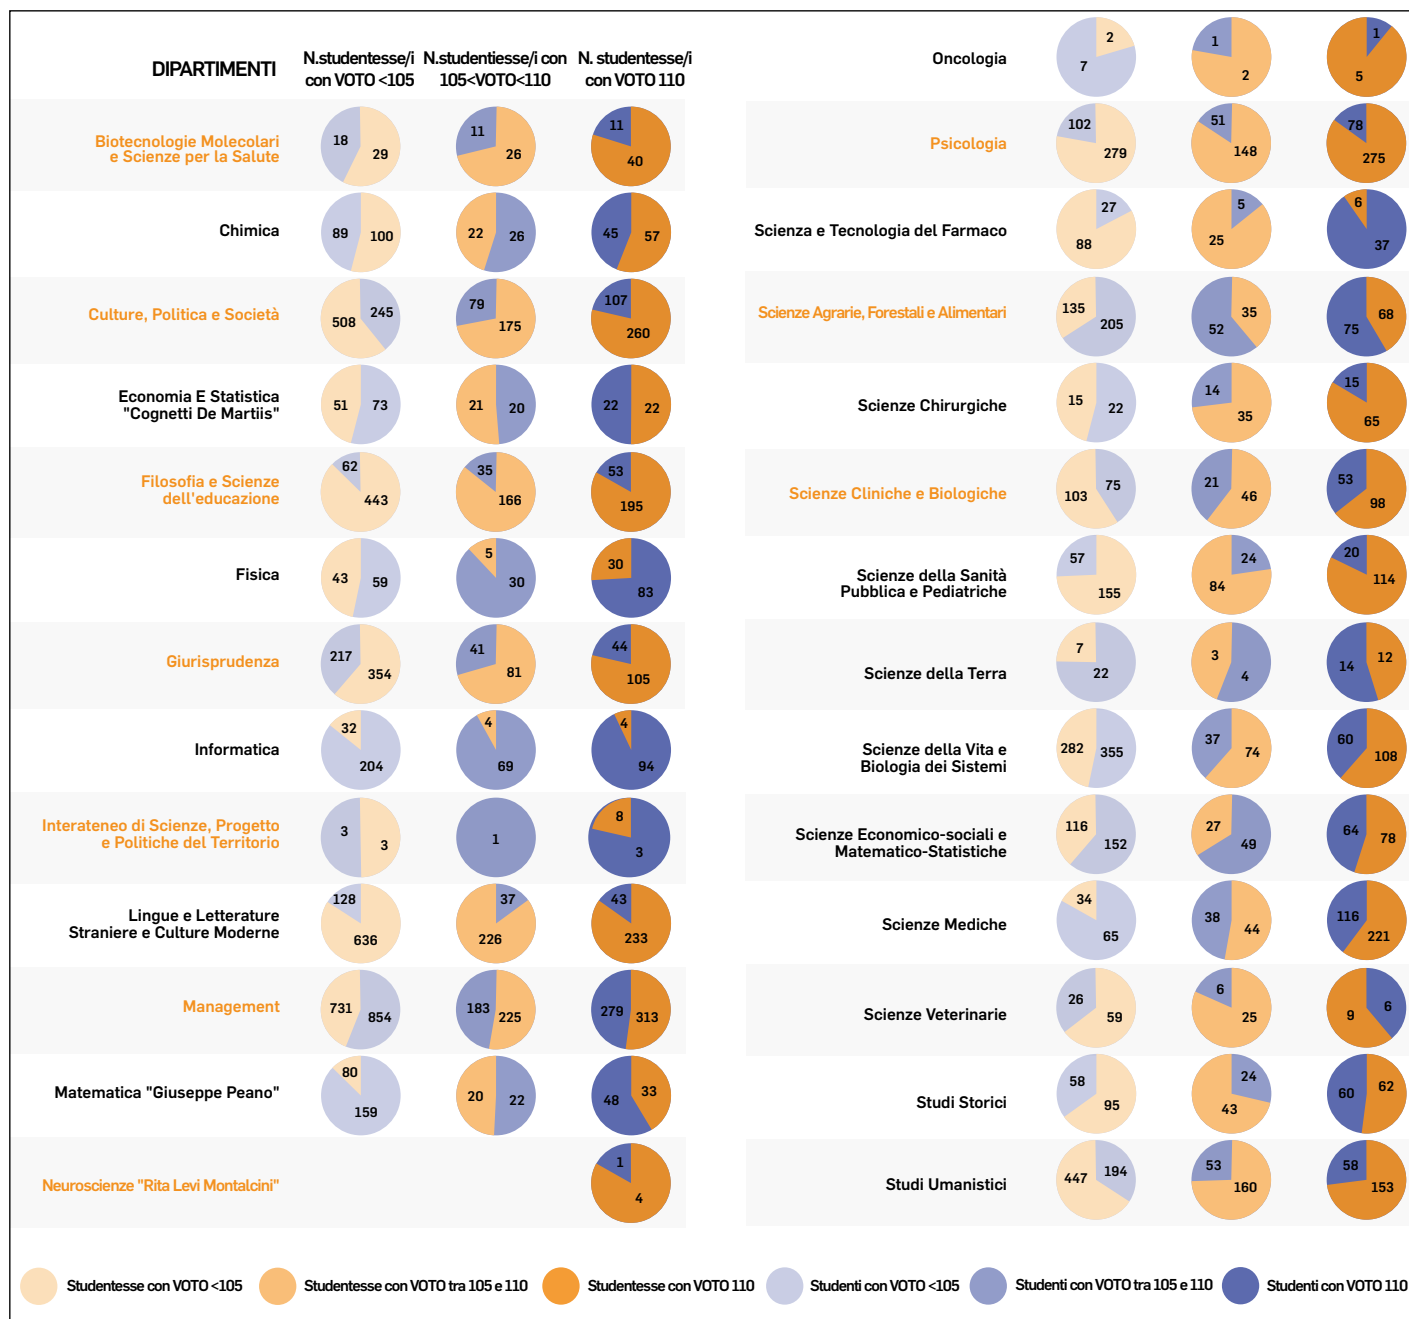 DIPARTIMENTI
N.studentesse/i
con VOTO <105
N.studentiesse/i con
105<VOTO<110
N. studentesse/i
con VOTO 110
Biotecnologie Molecolari
e Scienze per la Salute
18 29 11 26 11 40
Chimica
89 100 22 26 45 57
Culture, Politica e Società
508 245 79 175 107 260
Economia E Statistica
"Cognetti De Martiis"
51 73 21 20 22 22
Filosofia e Scienze
dell'educazione
62 443 35 166 53 195
Fisica
43 59 5 30 30 83
Giurisprudenza
217 354 41 81 44 105
Informatica
32 204 4 69 4 94
Interateneo di Scienze, Progetto
e Politiche del Territorio
3 3 1 8 3
Lingue e Letterature
Straniere e Culture Moderne
128 636 37 226 43 233
Management
731 854 183 225 279 313
Matematica "Giuseppe Peano"
80 159 20 22 48 33
Neuroscienze "Rita Levi Montalcini"
1 4
Oncologia
2 7 1 2 1 5
Psicologia
102 279 51 148 78 275
Scienza e Tecnologia del Farmaco
27 88 5 25 6 37
Scienze Agrarie, Forestali e Alimentari
135 205 35 52 68 75
Scienze Chirurgiche
15 22 14 35 15 65
Scienze Cliniche e Biologiche
103 75 21 46 53 98
Scienze della Sanità
Pubblica e Pediatriche
57 155 24 84 20 114
Scienze della Terra
7 22 3 4 14 12
Scienze della Vita e
Biologia dei Sistemi
282 355 37 74 60 108
Scienze Economico-sociali e
Matematico-Statistiche
116 152 27 49 64 78
Scienze Mediche
34 65 38 44 116 221
Scienze Veterinarie
26 59 6 25 9 6
Studi Storici
58 95 24 43 60 62
Studi Umanistici
447 194 53 160 58 153
Studentesse con VOTO <105
Studentesse con VOTO tra 105 e 110
Studentesse con VOTO 110
Studenti con VOTO <105
Studenti con VOTO tra 105 e 110
Studenti con VOTO 110